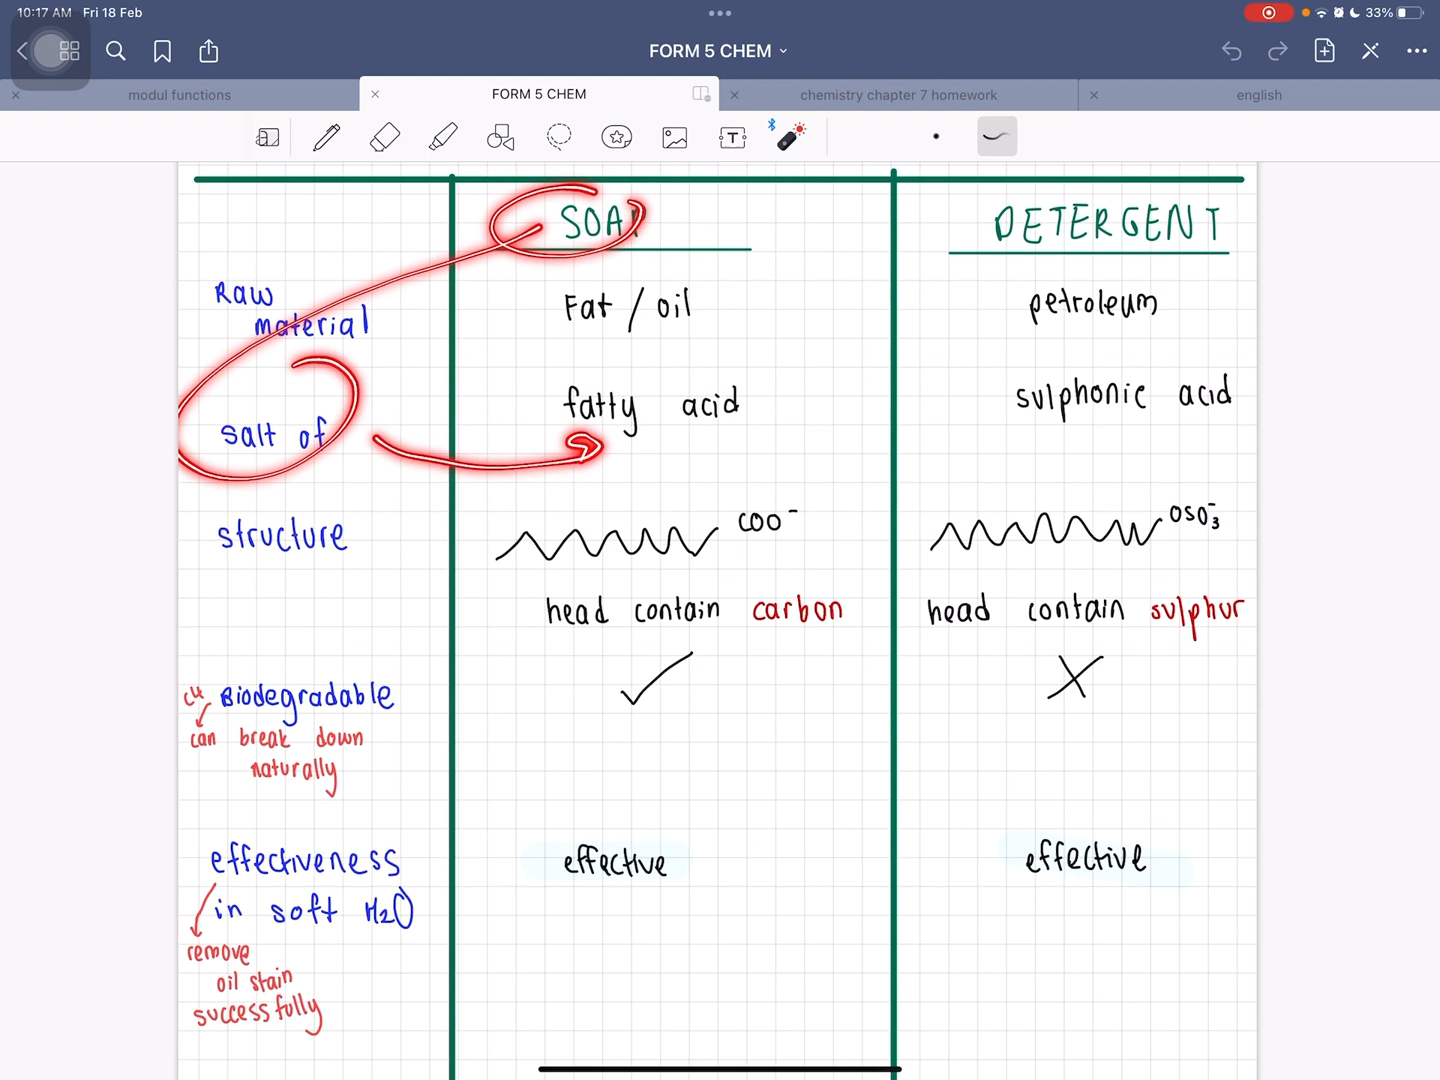 10:17 AM Fri 18 Feb
33%
FORM 5 CHEM
modul functions
FORM 5 CHEM
chemistry chapter 7 homework
english
T
SOAP
DETERGENT
Raw
material
Fat / oil
petroleum
salt of
fatty acid
sulphonic acid
structure
COO⁻
OSO₃⁻
head contain carbon
head contain sulphur
Biodegradable
can break down
naturally
effectiveness
in soft H₂O
effective
effective
remove
oil stain
successfully